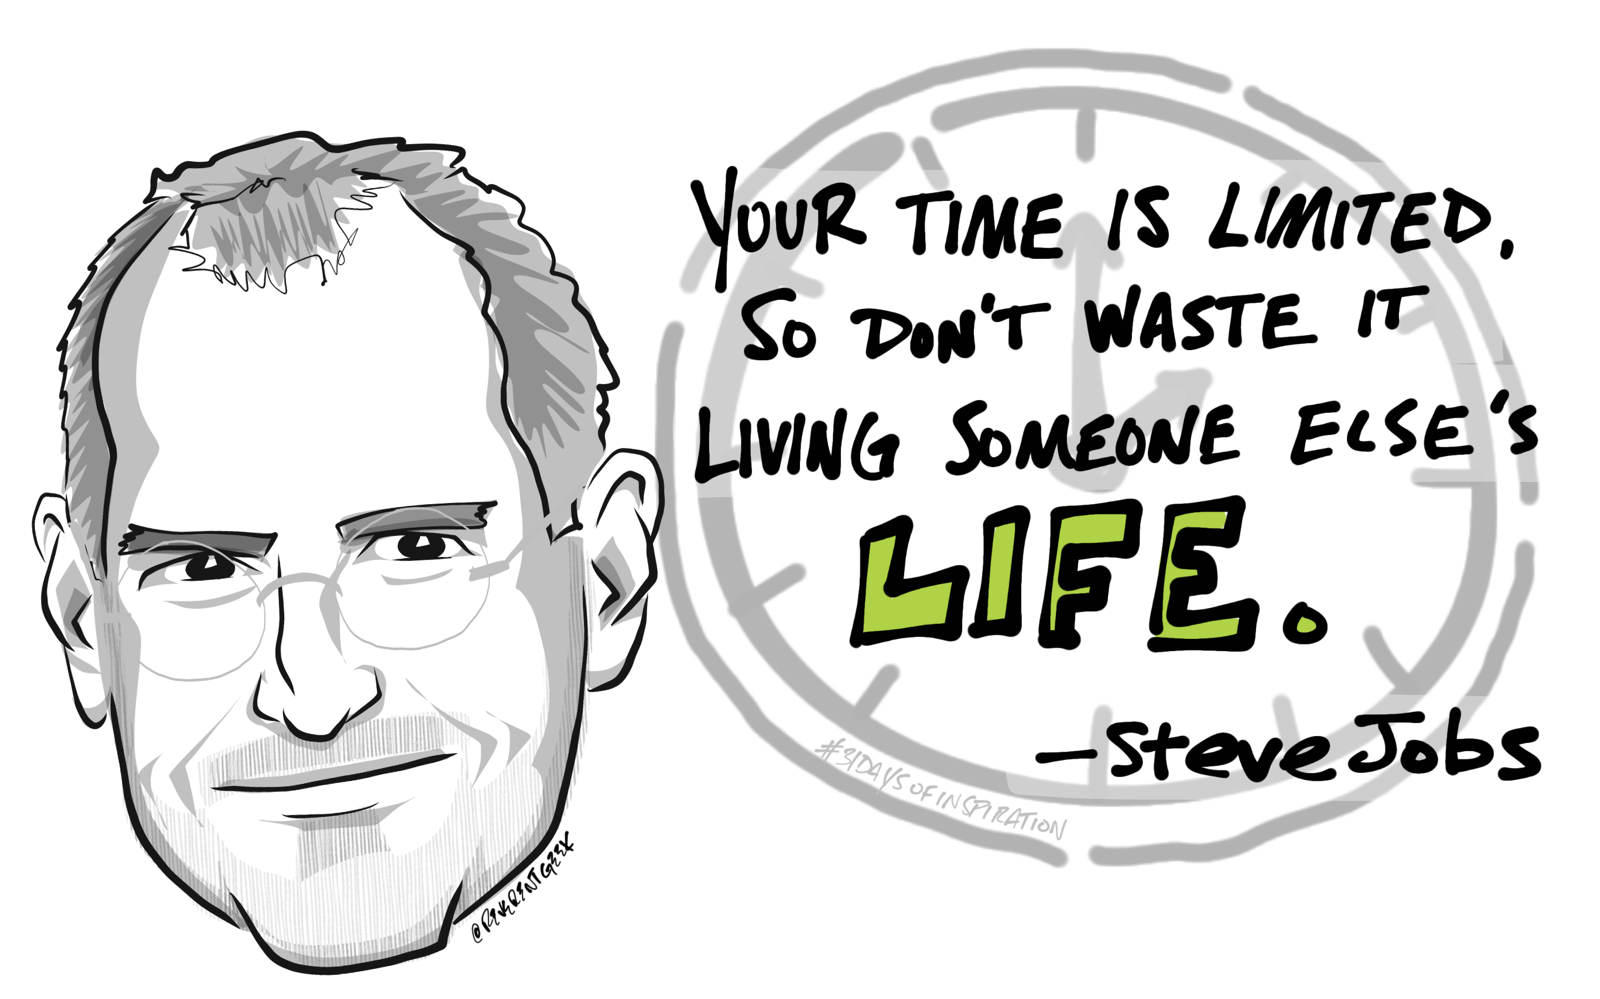 YOUR TIME IS LIMITED,
SO DON'T WASTE IT
LIVING SOMEONE ELSE'S
LIFE.
—Steve Jobs
#31DAYSOFINSPIRATION